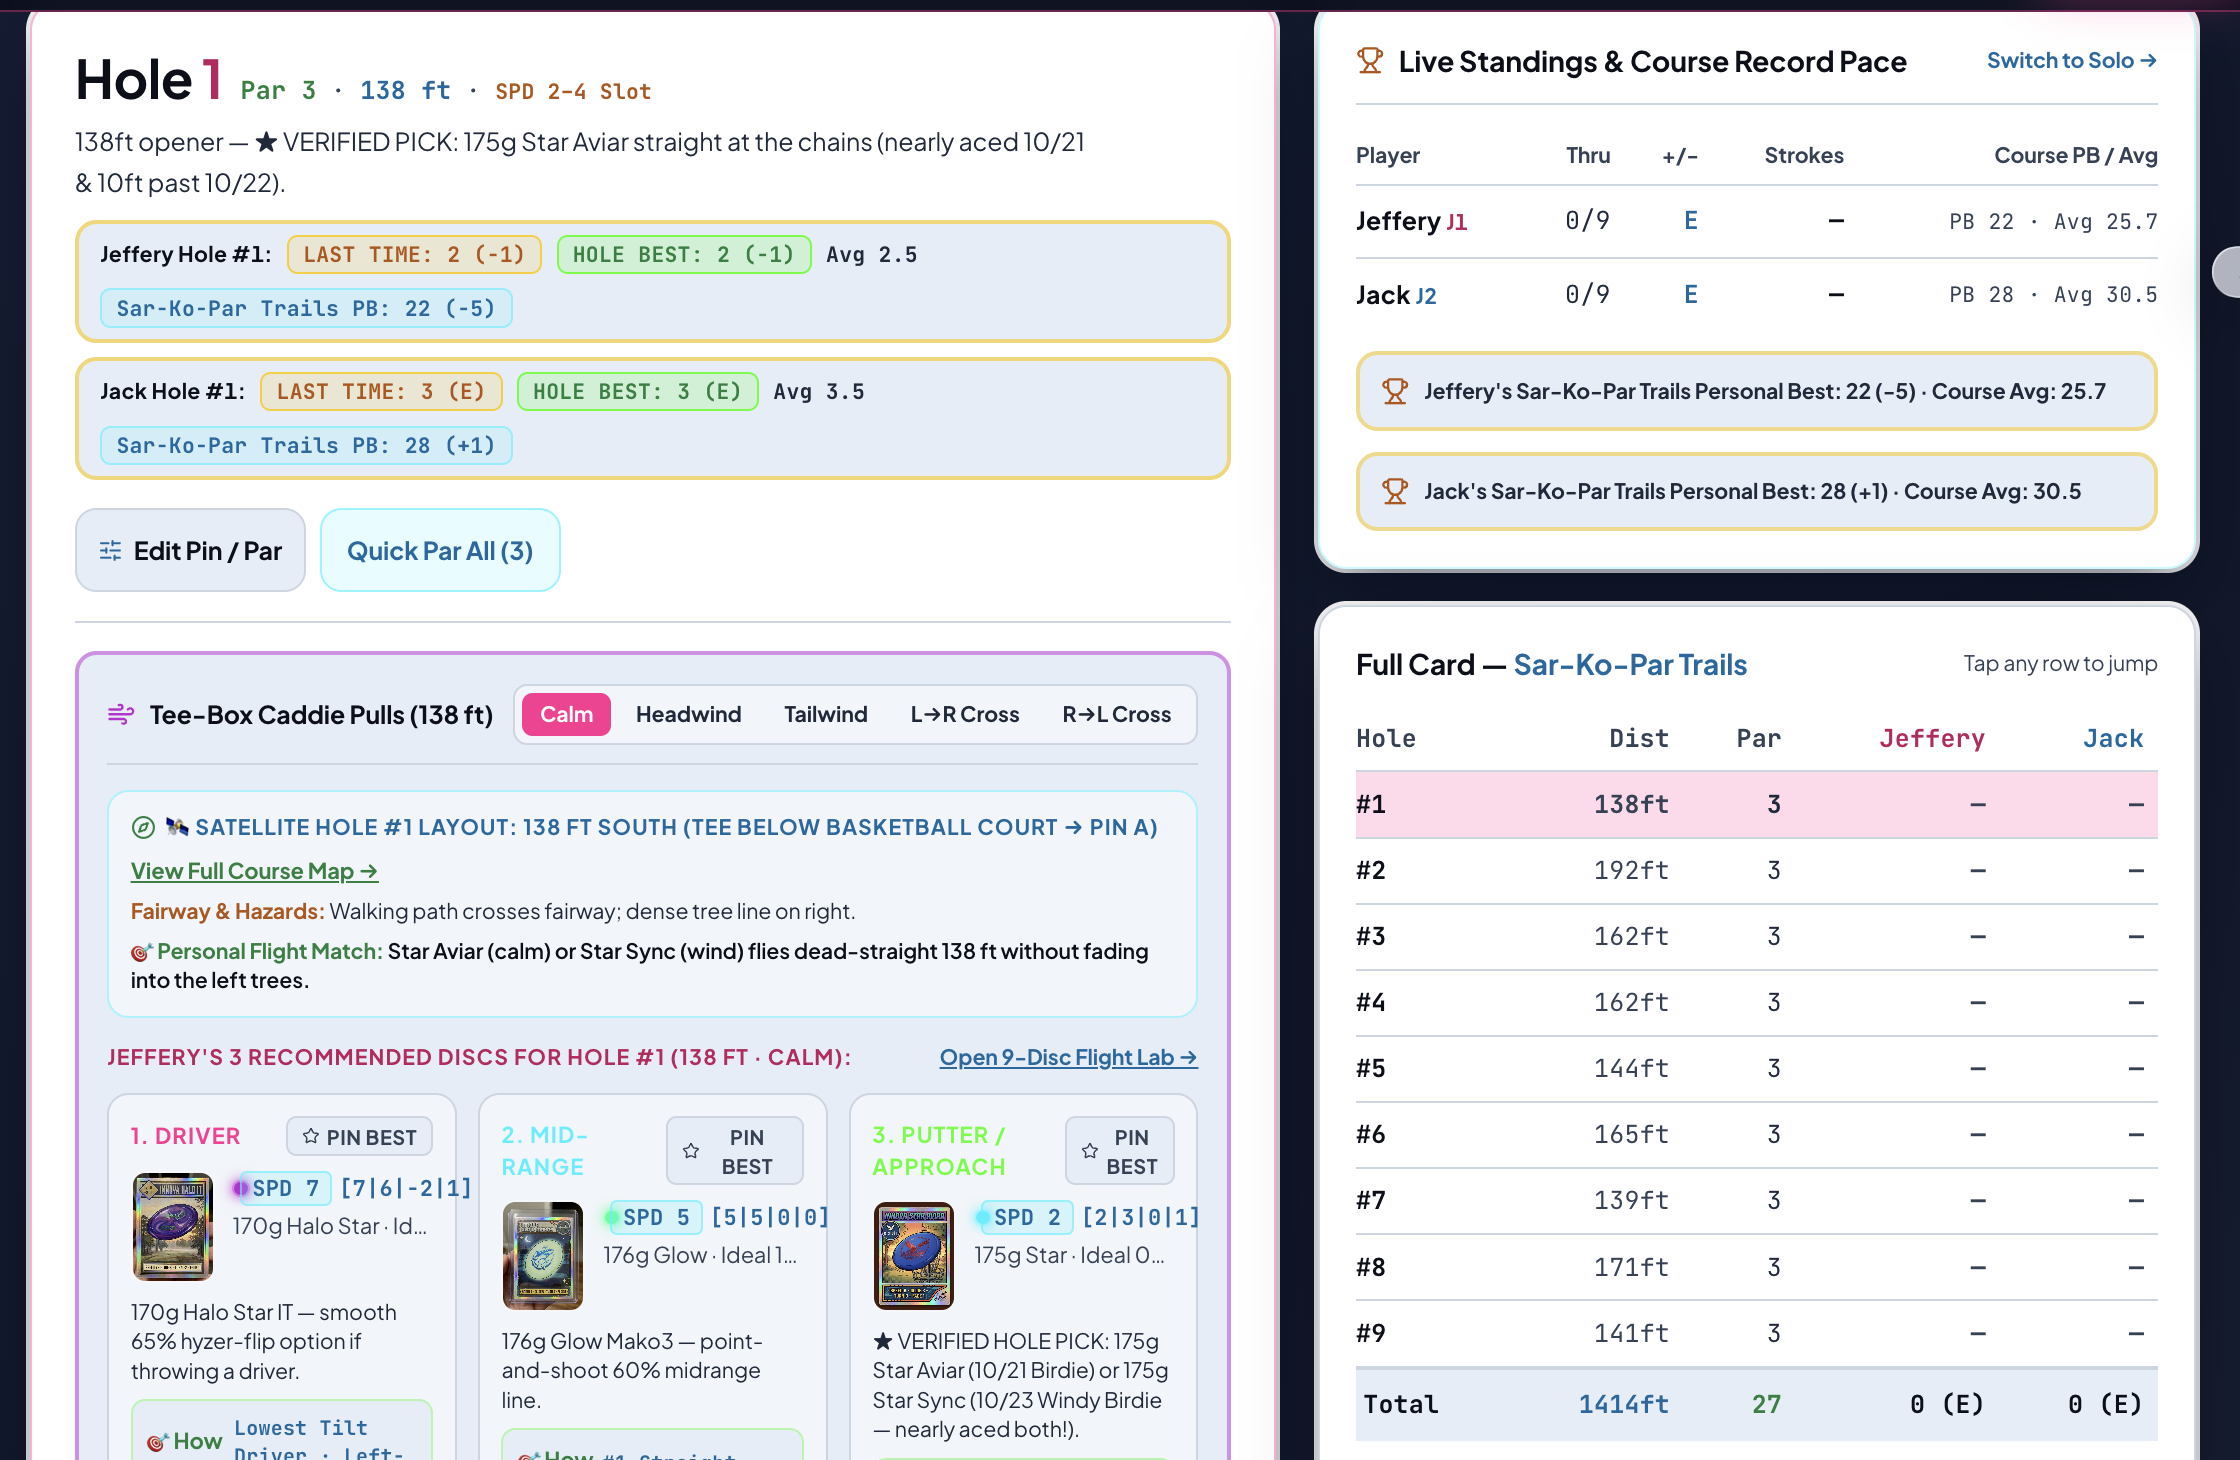 Hole 1 Par 3 · 138 ft · SPD 2-4 Slot
138ft opener — ★ VERIFIED PICK: 175g Star Aviar straight at the chains (nearly aced 10/21
& 10ft past 10/22).
Jeffery Hole #1: LAST TIME: 2 (-1) HOLE BEST: 2 (-1) Avg 2.5
Sar-Ko-Par Trails PB: 22 (-5)
Jack Hole #1: LAST TIME: 3 (E) HOLE BEST: 3 (E) Avg 3.5
Sar-Ko-Par Trails PB: 28 (+1)
Edit Pin / Par Quick Par All (3)
Tee-Box Caddie Pulls (138 ft) Calm Headwind Tailwind L→R Cross R→L Cross
SATELLITE HOLE #1 LAYOUT: 138 FT SOUTH (TEE BELOW BASKETBALL COURT → PIN A)
View Full Course Map →
Fairway & Hazards: Walking path crosses fairway; dense tree line on right.
🎯 Personal Flight Match: Star Aviar (calm) or Star Sync (wind) flies dead-straight 138 ft without fading
into the left trees.
JEFFERY'S 3 RECOMMENDED DISCS FOR HOLE #1 (138 FT · CALM): Open 9-Disc Flight Lab →
1. DRIVER PIN BEST
SPD 7 [7|6|-2|1]
170g Halo Star · Id...
170g Halo Star IT — smooth
65% hyzer-flip option if
throwing a driver.
🎯 How Lowest Tilt
Driver · Left-
2. MID-
RANGE
PIN
BEST
SPD 5 [5|5|0|0]
176g Glow · Ideal 1...
176g Glow Mako3 — point-
and-shoot 60% midrange
line.
🎯 How #1 Straight
3. PUTTER /
APPROACH
PIN
BEST
SPD 2 [2|3|0|1]
175g Star · Ideal 0...
★ VERIFIED HOLE PICK: 175g
Star Aviar (10/21 Birdie) or 175g
Star Sync (10/23 Windy Birdie
— nearly aced both!).
Live Standings & Course Record Pace Switch to Solo →
Player Thru +/- Strokes Course PB / Avg
Jeffery J1 0/9 E — PB 22 · Avg 25.7
Jack J2 0/9 E — PB 28 · Avg 30.5
Jeffery's Sar-Ko-Par Trails Personal Best: 22 (-5) · Course Avg: 25.7
Jack's Sar-Ko-Par Trails Personal Best: 28 (+1) · Course Avg: 30.5
Full Card — Sar-Ko-Par Trails Tap any row to jump
Hole Dist Par Jeffery Jack
#1 138ft 3 — —
#2 192ft 3 — —
#3 162ft 3 — —
#4 162ft 3 — —
#5 144ft 3 — —
#6 165ft 3 — —
#7 139ft 3 — —
#8 171ft 3 — —
#9 141ft 3 — —
Total 1414ft 27 0 (E) 0 (E)